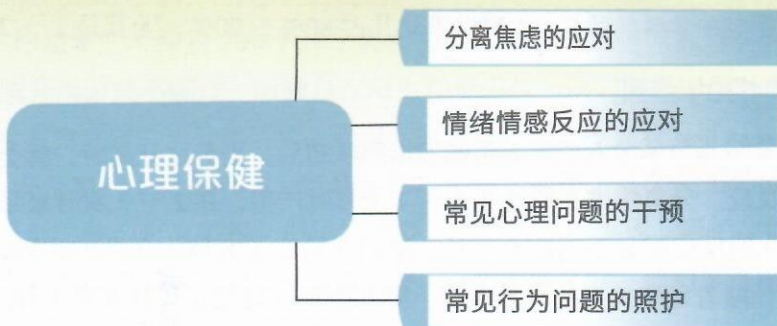 心理保健
分离焦虑的应对
情绪情感反应的应对
常见心理问题的干预
常见行为问题的照护